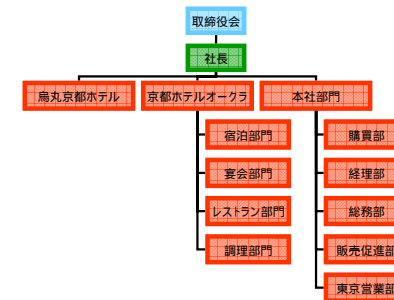 取締役会
社長
烏丸京都ホテル
京都ホテルオークラ
本社部門
宿泊部門
購買部
宴会部門
経理部
レストラン部門
総務部
調理部門
販売促進部
東京営業部